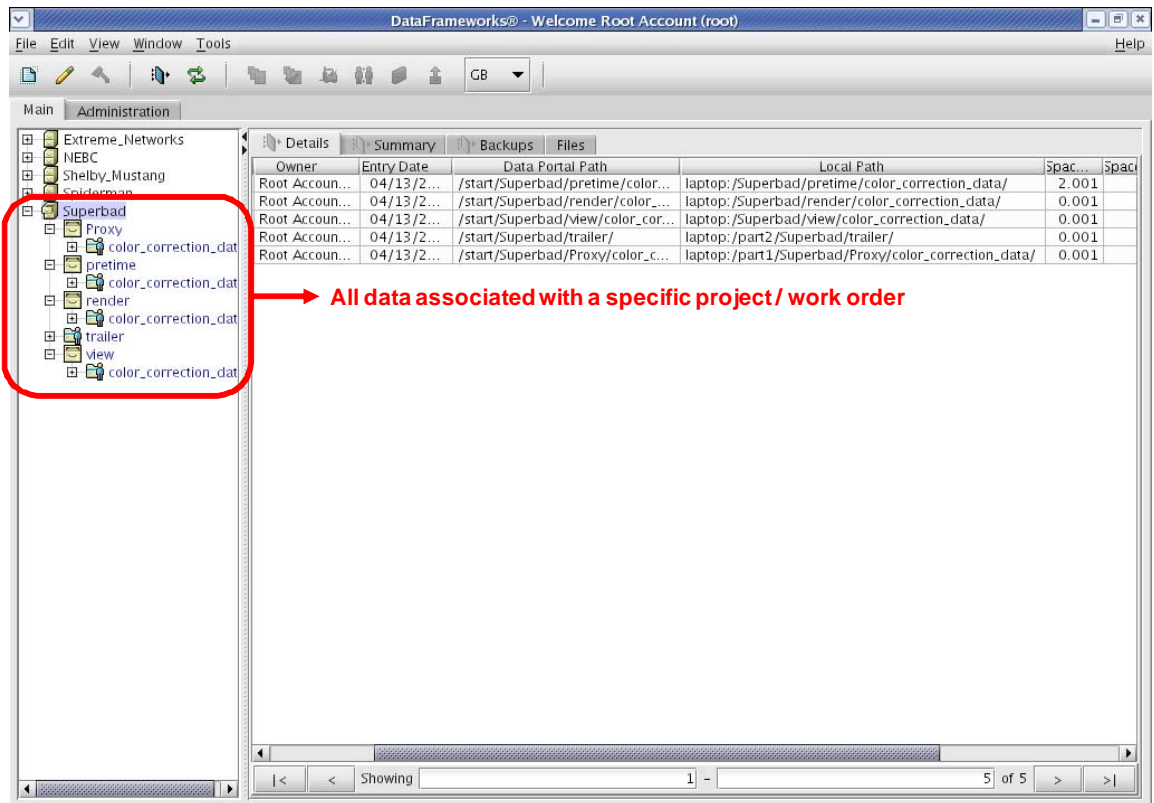 DataFrameworks® - Welcome Root Account (root)
File Edit View Window Tools Help
GB
Main Administration
Extreme_Networks
NEBC
Shelby_Mustang
Spiderman
Superbad
Proxy
color_correction_dat
pretime
color_correction_dat
render
color_correction_dat
trailer
view
color_correction_dat
Details Summary Backups Files
Owner Entry Date Data Portal Path Local Path Spac... Spac
Root Accoun... 04/13/2... /start/Superbad/pretime/color... laptop:/Superbad/pretime/color_correction_data/ 2.001
Root Accoun... 04/13/2... /start/Superbad/render/color_... laptop:/Superbad/render/color_correction_data/ 0.001
Root Accoun... 04/13/2... /start/Superbad/view/color_cor... laptop:/Superbad/view/color_correction_data/ 0.001
Root Accoun... 04/13/2... /start/Superbad/trailer/ laptop:/part2/Superbad/trailer/ 0.001
Root Accoun... 04/13/2... /start/Superbad/Proxy/color_c... laptop:/part1/Superbad/Proxy/color_correction_data/ 0.001
All data associated with a specific project / work order
|< < Showing 1 - 5 of 5 > >|